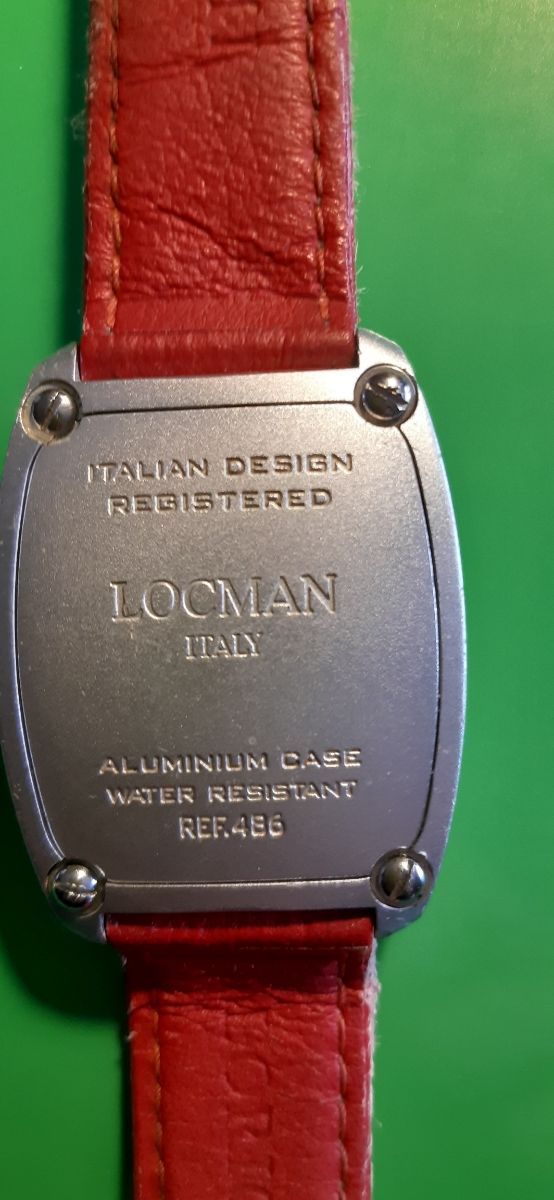 ITALIAN DESIGN
REGISTERED
LOCMAN
ITALY
ALUMINIUM CASE
WATER RESISTANT
REF.486